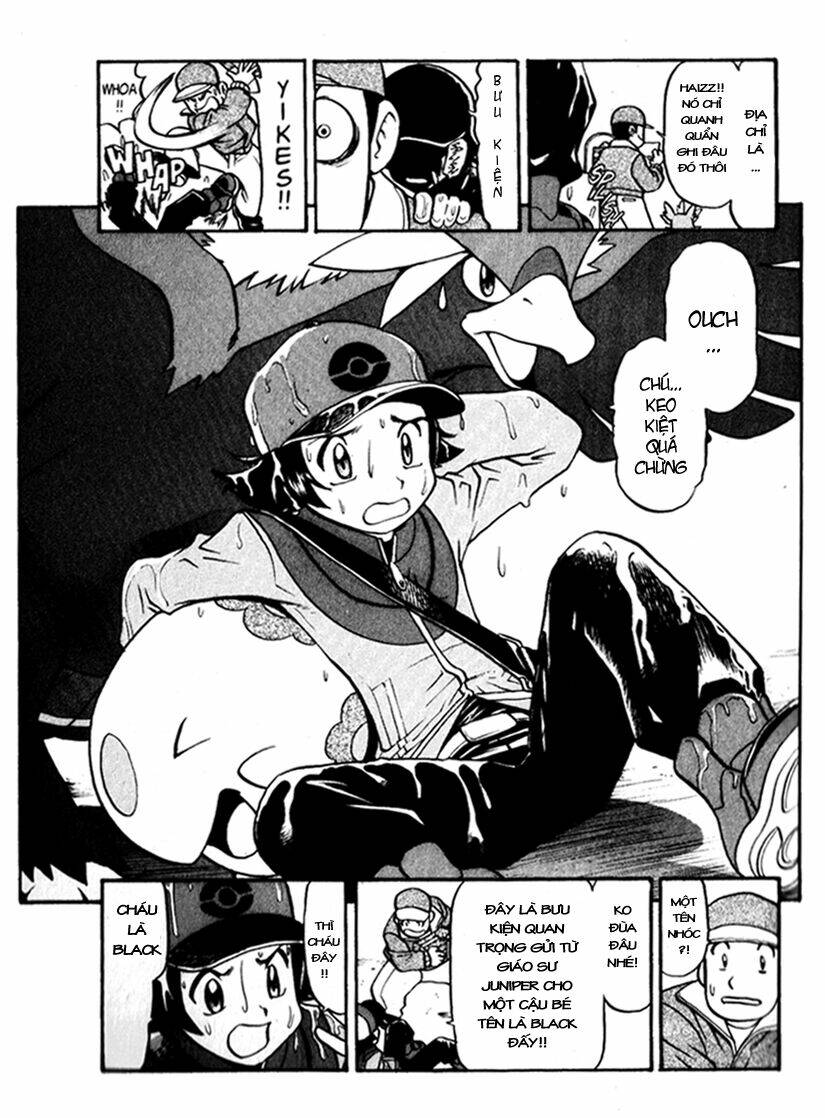 ĐỊA
CHỈ
LÀ
...
HAIZZ!!
NÓ CHỈ
QUANH
QUẨN
GHI ĐÂU
ĐÓ THÔI
SPLISH
BƯU KIỆN
YIKES!!
WHOA
!!
WHAP
OUCH
...
CHÚ...
KEO
KIỆT
QUÁ
CHỪNG
MỘT
TÊN
NHÓC
?!
KO
ĐÙA
ĐÂU
NHÉ!
ĐÂY LÀ BƯU
KIỆN QUAN
TRỌNG GỬI TỪ
GIÁO SƯ
JUNIPER CHO
MỘT CẬU BÉ
TÊN LÀ BLACK
ĐẤY!!
THÌ
CHÁU
ĐÂY
!!
CHÁU
LÀ
BLACK